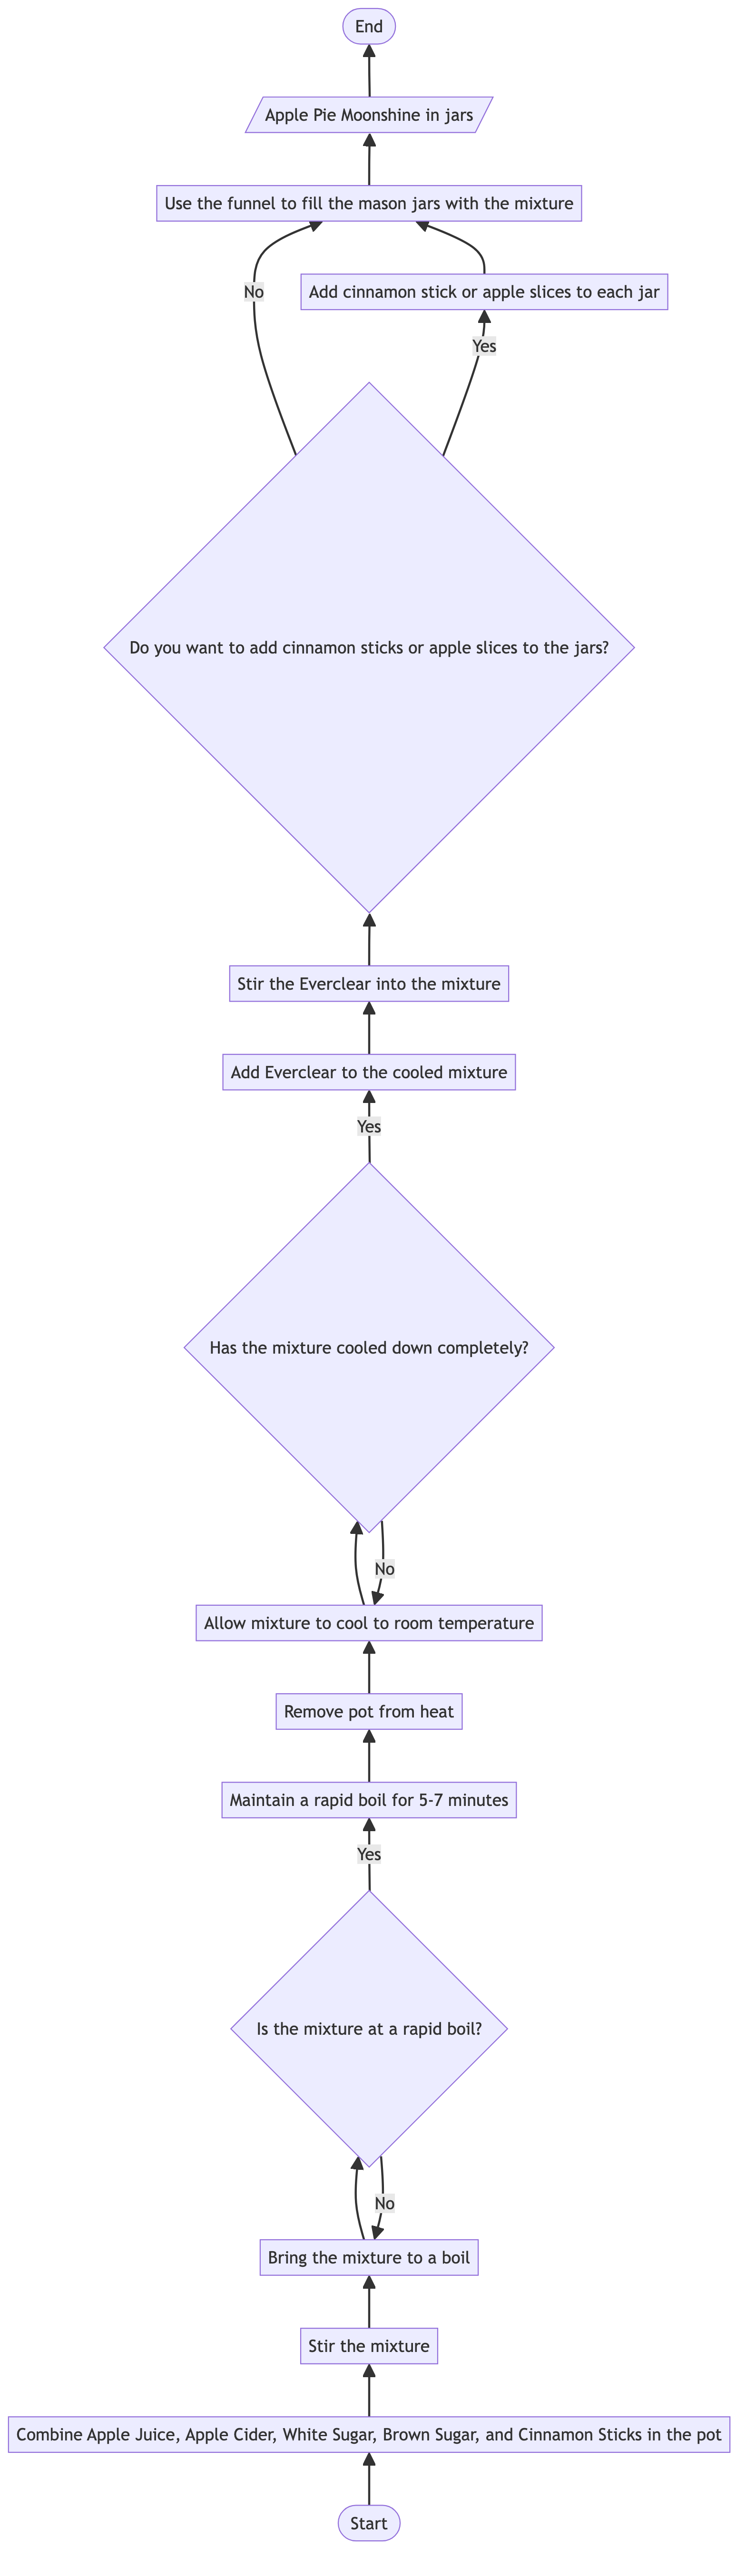 End
Apple Pie Moonshine in jars
Use the funnel to fill the mason jars with the mixture
No
Add cinnamon stick or apple slices to each jar
Yes
Do you want to add cinnamon sticks or apple slices to the jars?
Stir the Everclear into the mixture
Add Everclear to the cooled mixture
Yes
Has the mixture cooled down completely?
No
Allow mixture to cool to room temperature
Remove pot from heat
Maintain a rapid boil for 5-7 minutes
Yes
Is the mixture at a rapid boil?
No
Bring the mixture to a boil
Stir the mixture
Combine Apple Juice, Apple Cider, White Sugar, Brown Sugar, and Cinnamon Sticks in the pot
Start